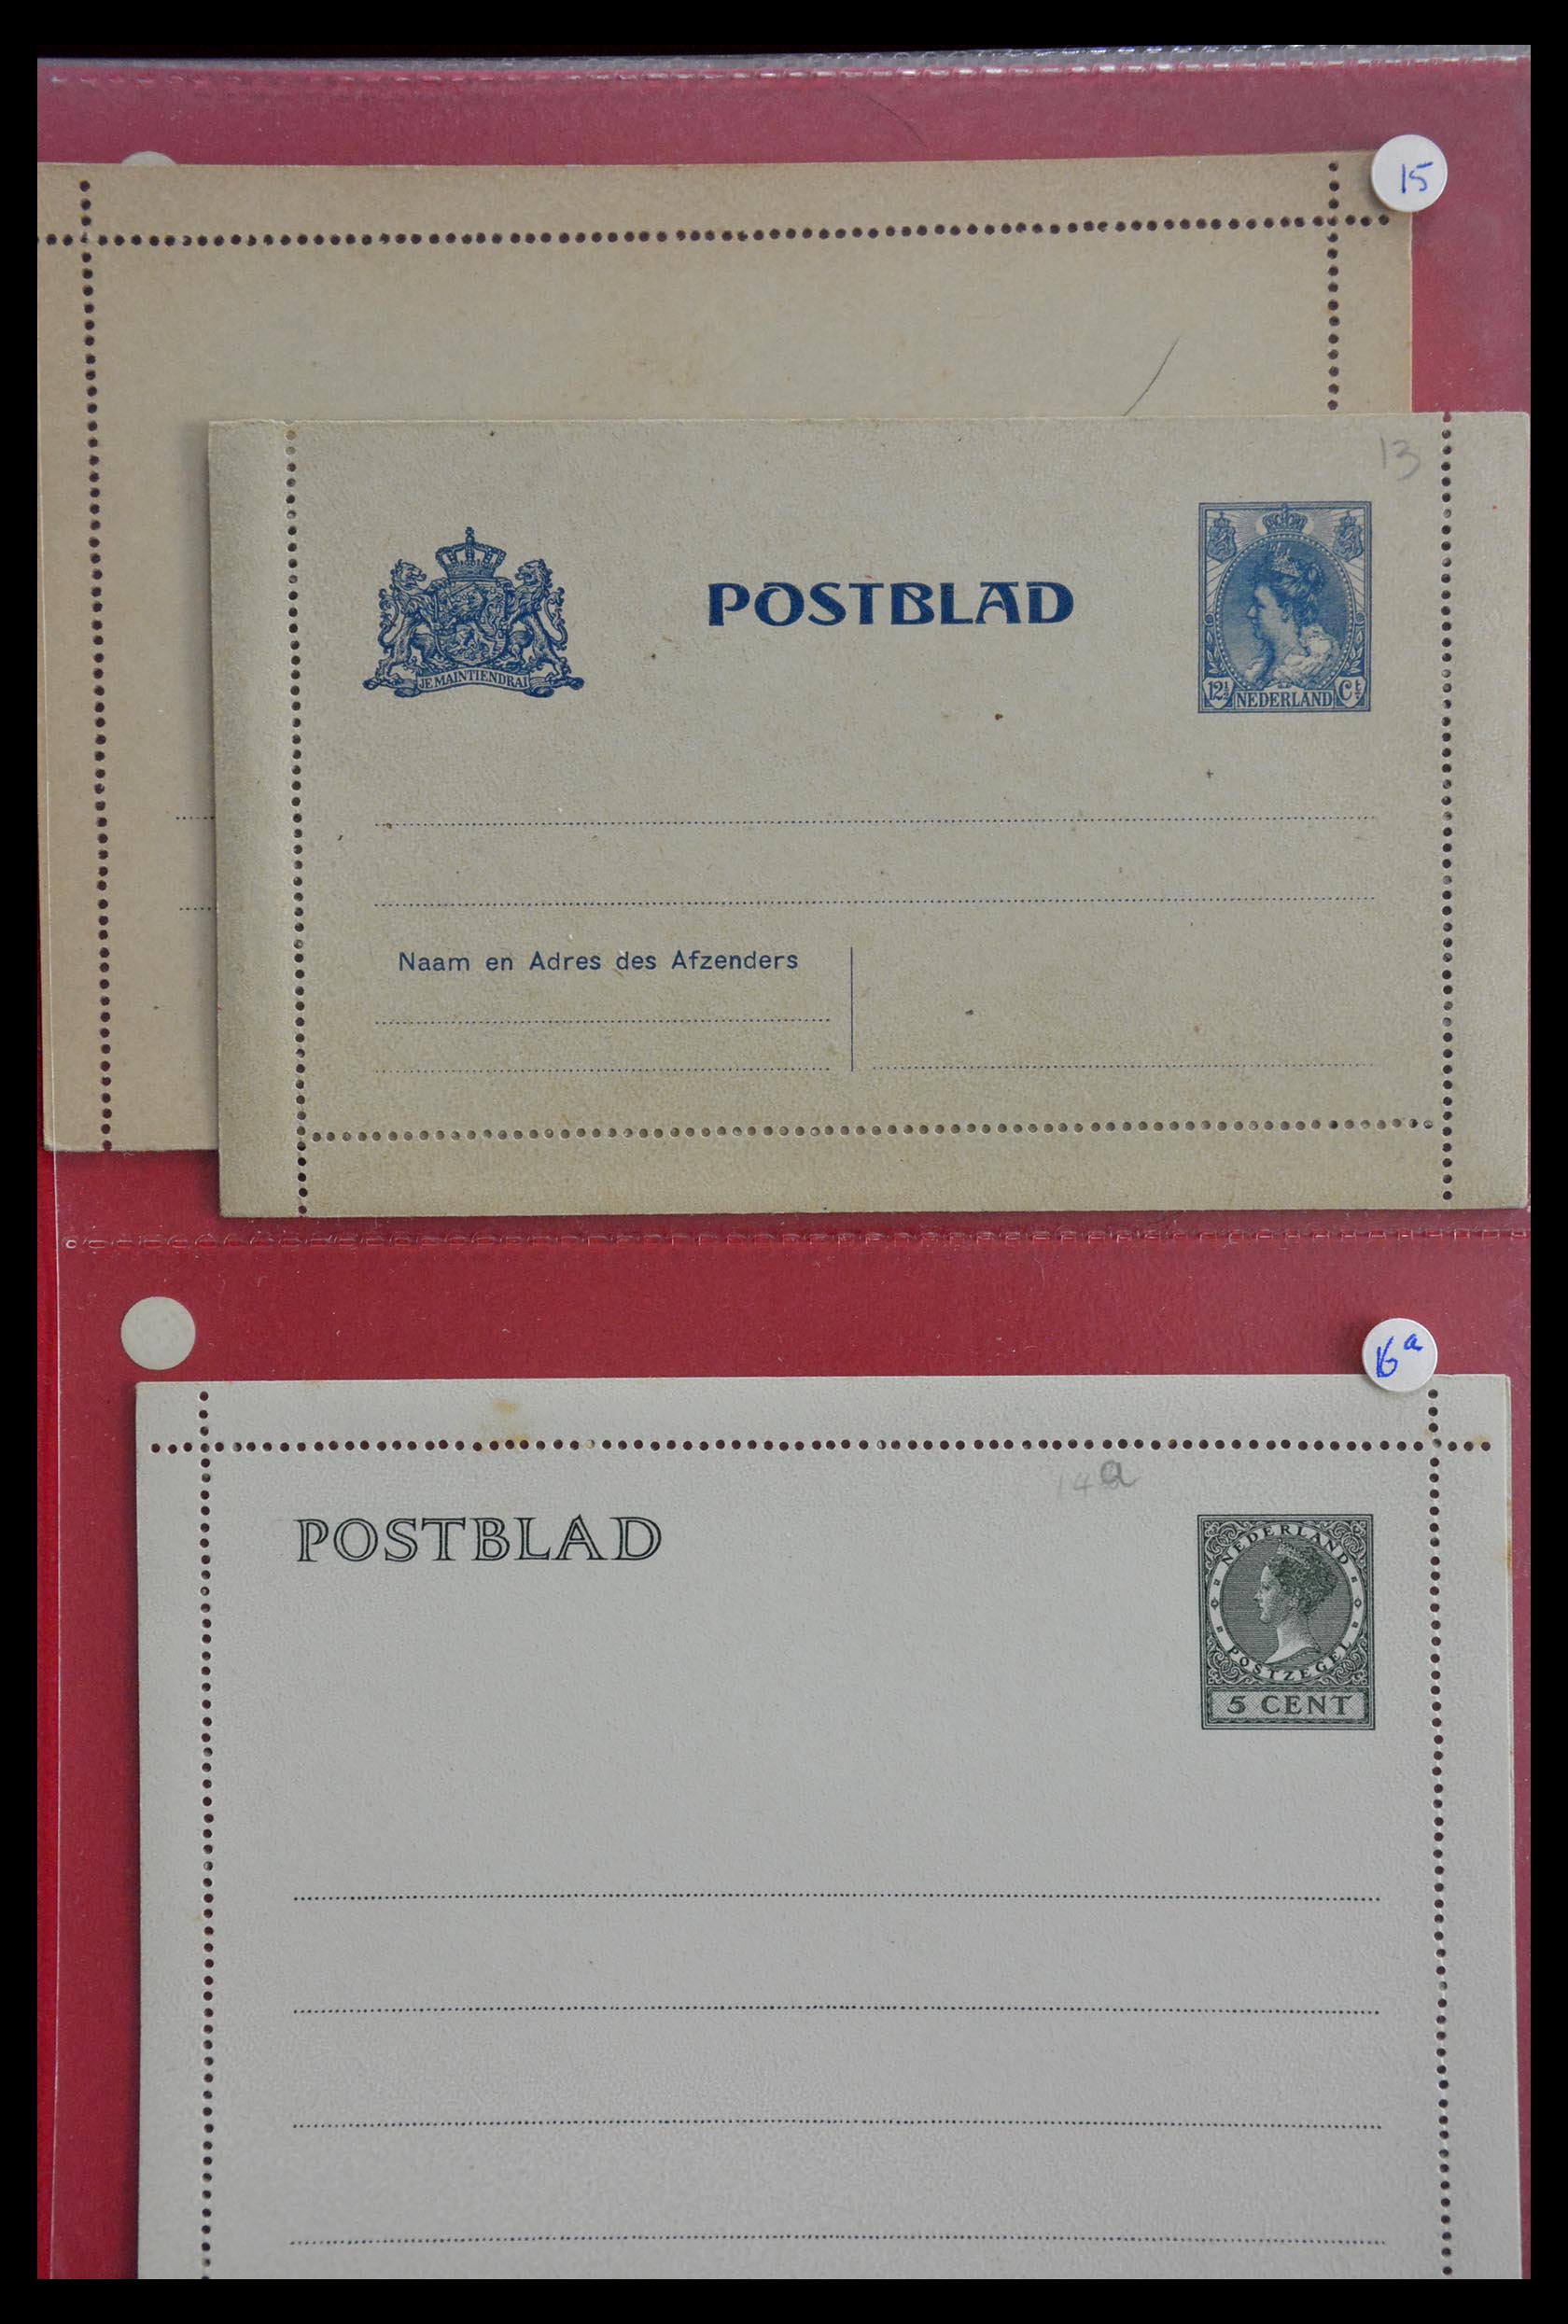 15
13
POSTBLAD
JE MAINTIENDRAI
12½ NEDERLAND Ct
Naam en Adres des Afzenders
6a
14a
POSTBLAD
NEDERLAND
POSTZEGEL
5 CENT